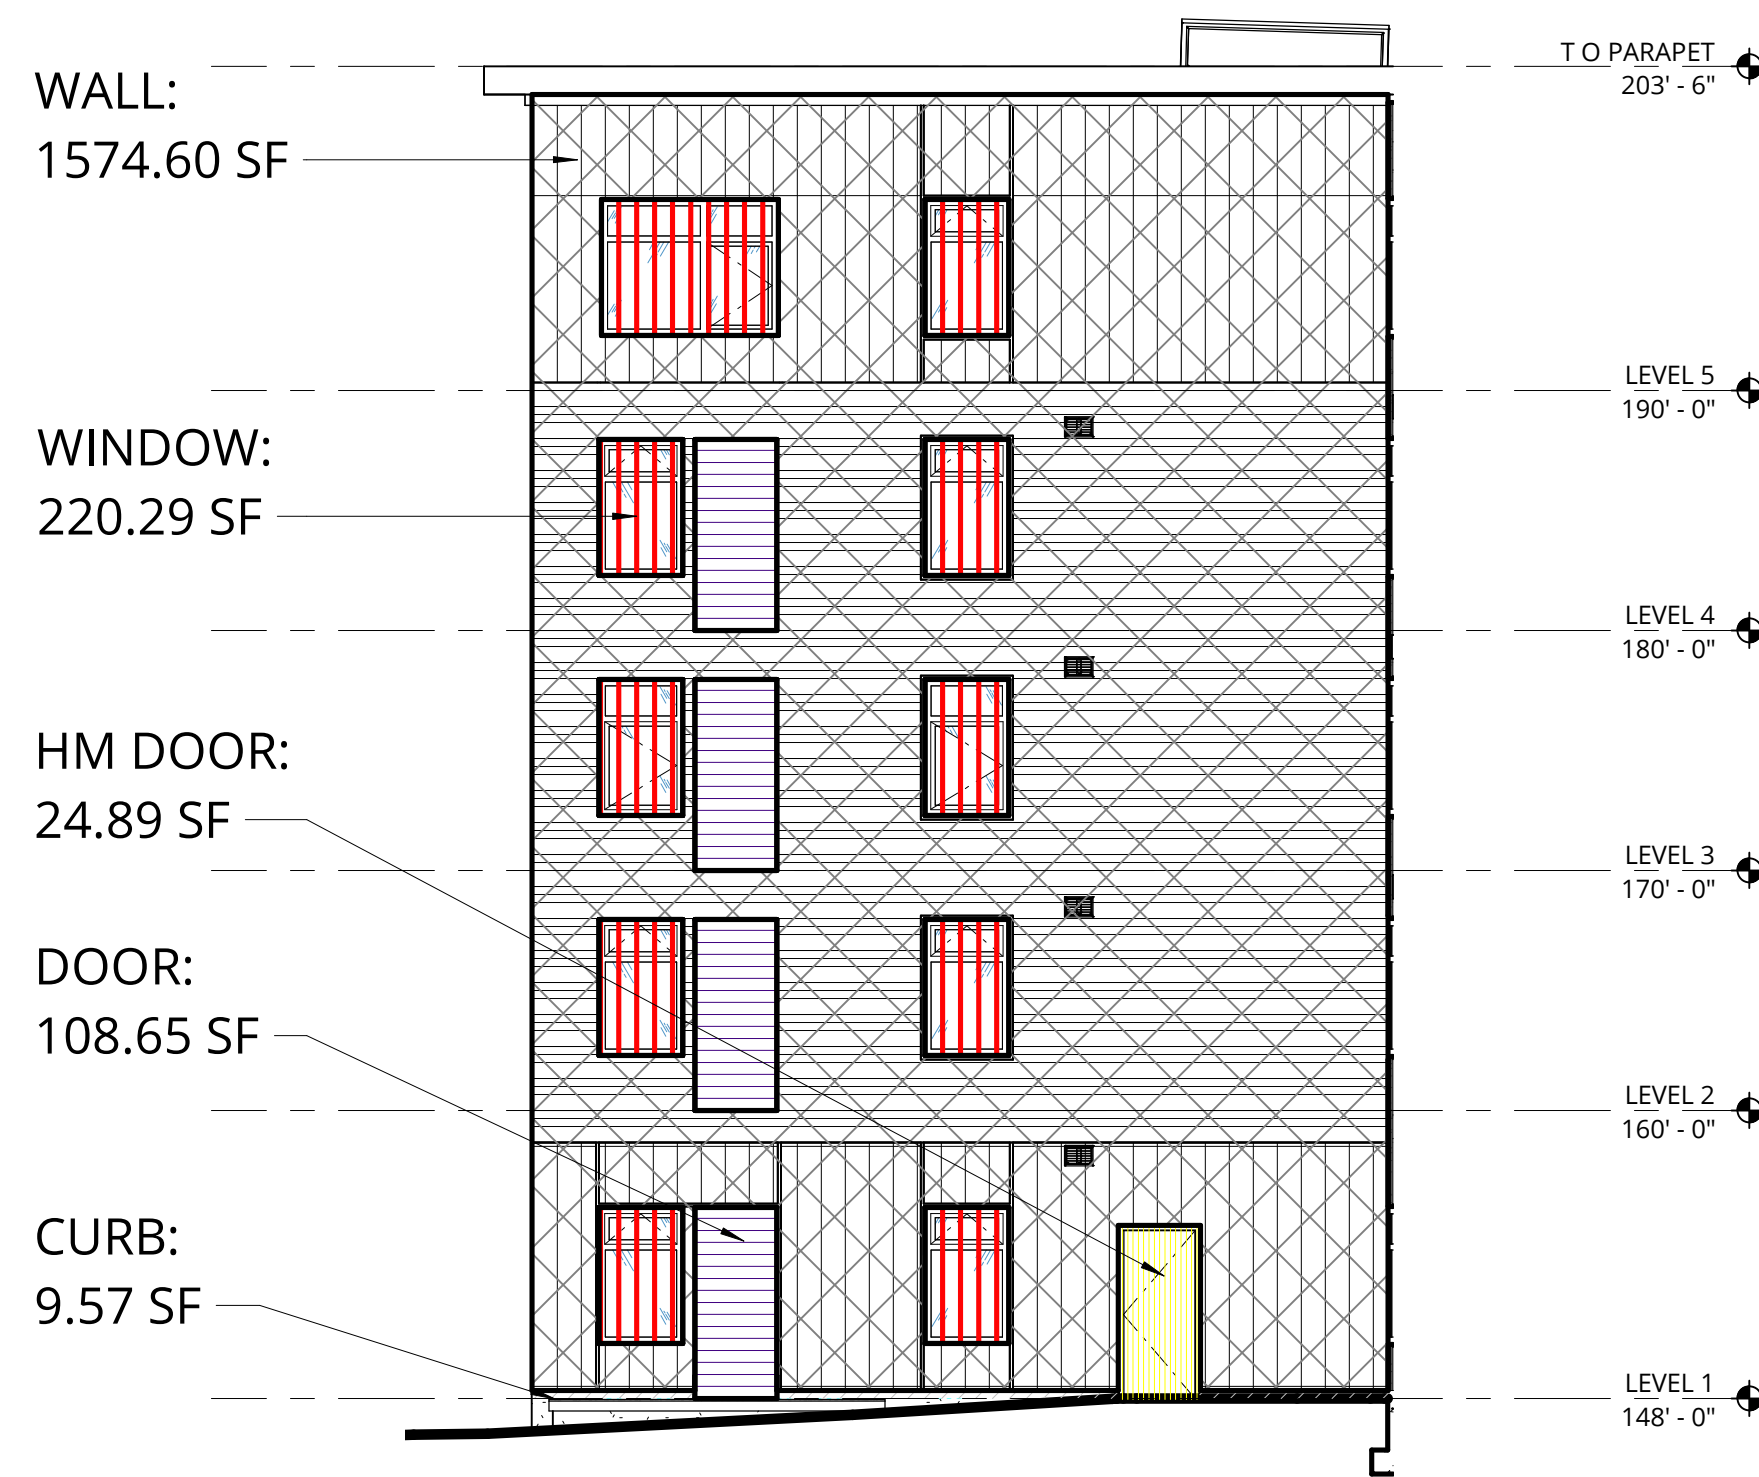 WALL:
1574.60 SF
WINDOW:
220.29 SF
HM DOOR:
24.89 SF
DOOR:
108.65 SF
CURB:
9.57 SF
T O PARAPET
203' - 6"
LEVEL 5
190' - 0"
LEVEL 4
180' - 0"
LEVEL 3
170' - 0"
LEVEL 2
160' - 0"
LEVEL 1
148' - 0"